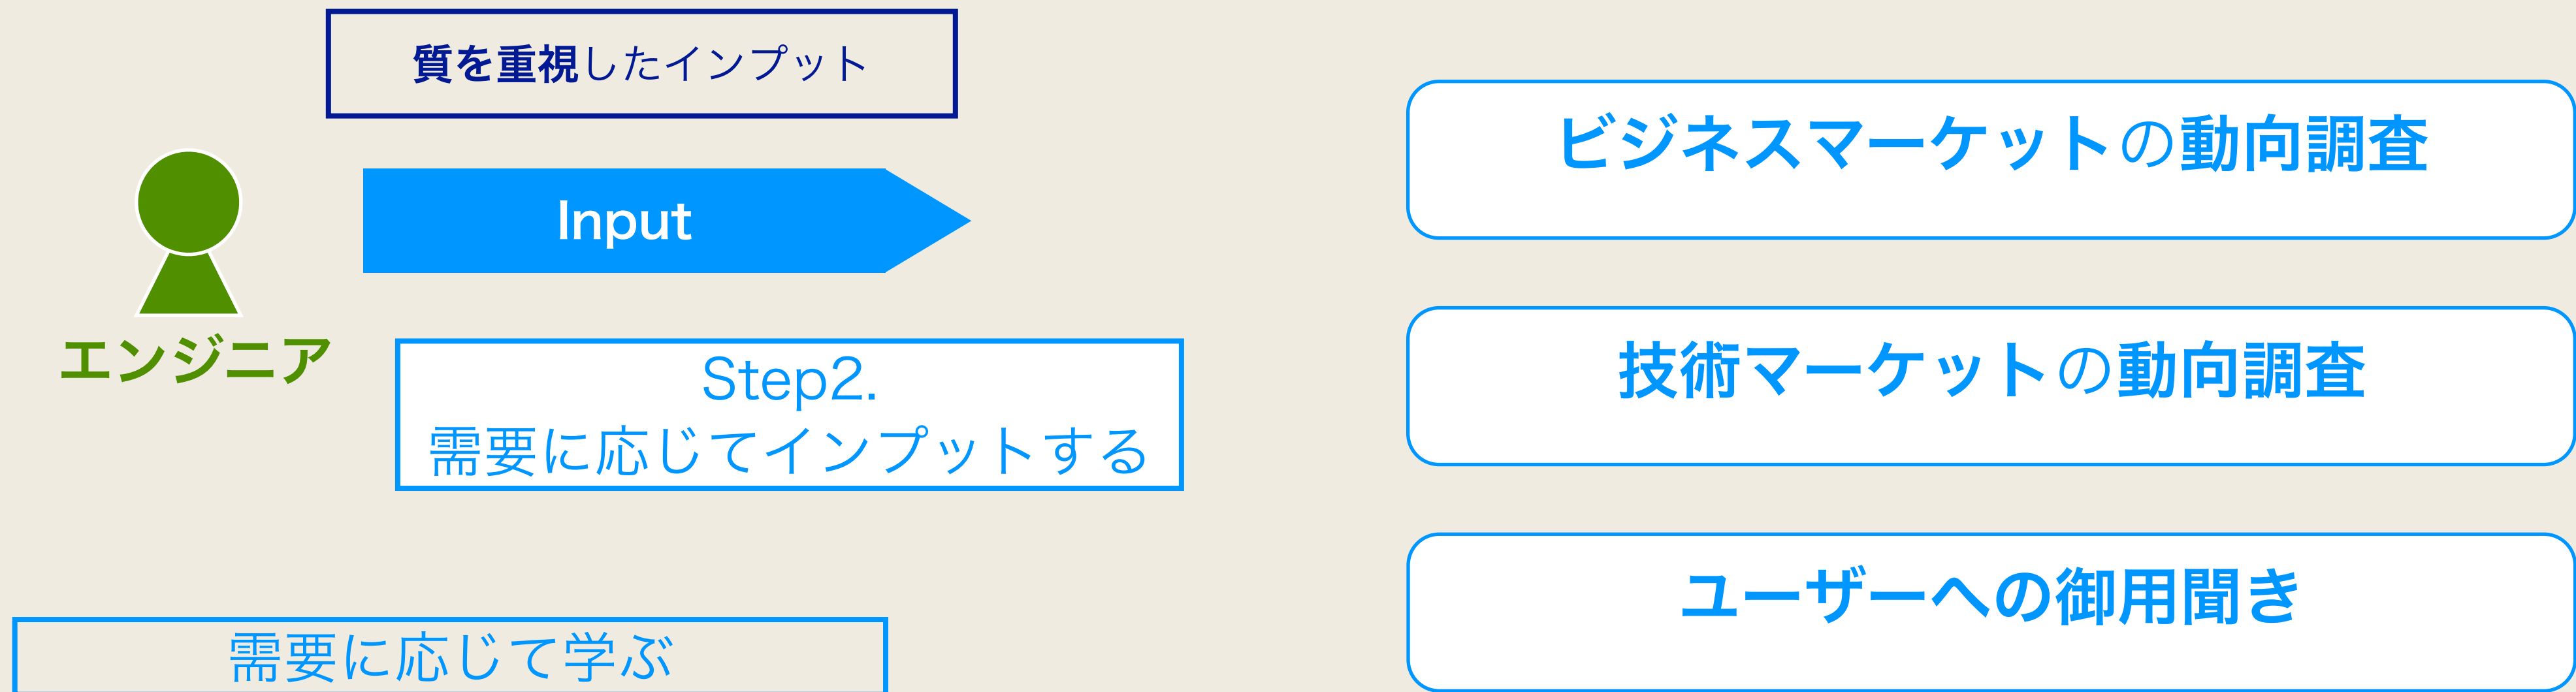 質を重視したインプット
Input
エンジニア
Step2.
需要に応じてインプットする
需要に応じて学ぶ
ビジネスマーケットの動向調査
技術マーケットの動向調査
ユーザーへの御用聞き